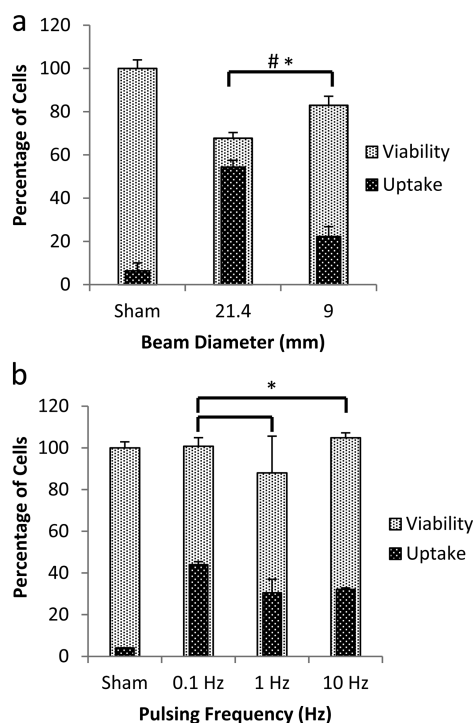 a
120
100
80
60
40
20
0
Percentage of Cells
# *
Viability
Uptake
Sham 21.4 9
Beam Diameter (mm)
b
120
100
80
60
40
20
0
Percentage of Cells
*
Viability
Uptake
Sham 0.1 Hz 1 Hz 10 Hz
Pulsing Frequency (Hz)